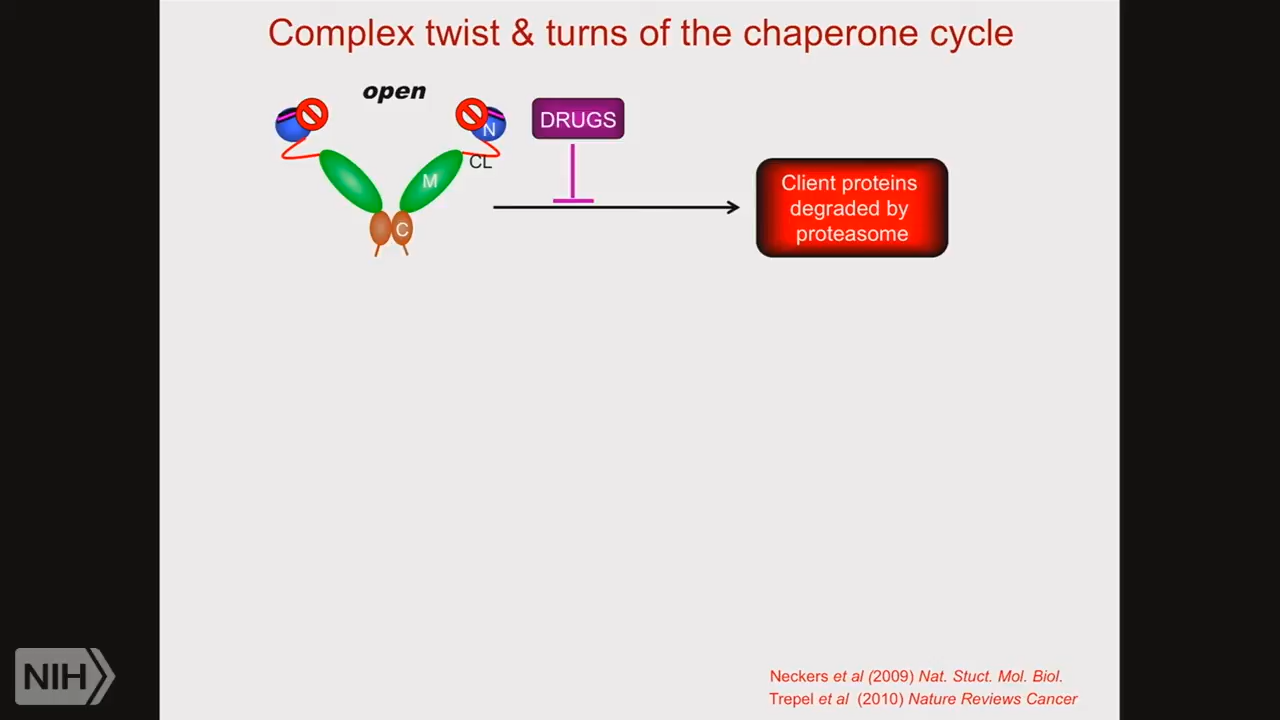 Complex twist & turns of the chaperone cycle
open
DRUGS
N
CL
M
C
Client proteins
degraded by
proteasome
NIH
Neckers et al (2009) Nat. Stuct. Mol. Biol.
Trepel et al (2010) Nature Reviews Cancer